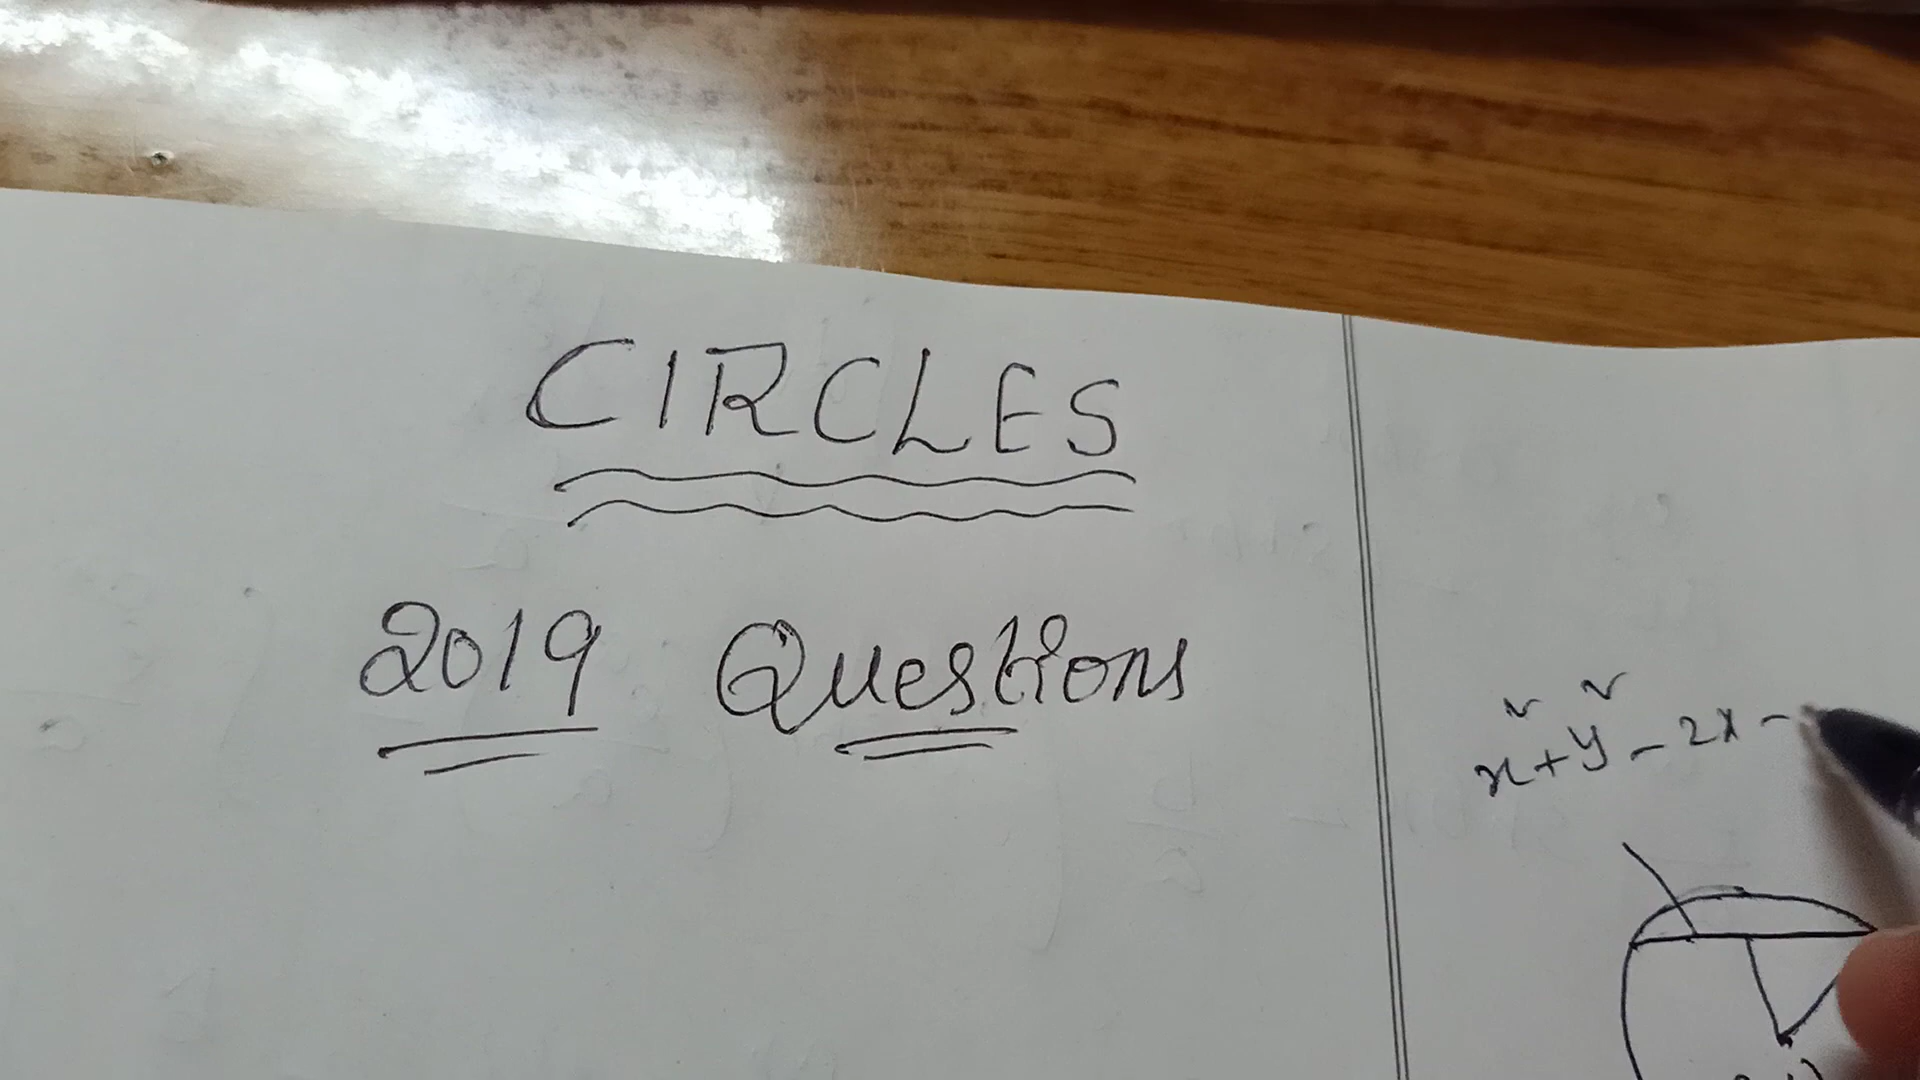 CIRCLES
2019 Questions
x² + y² - 2x -